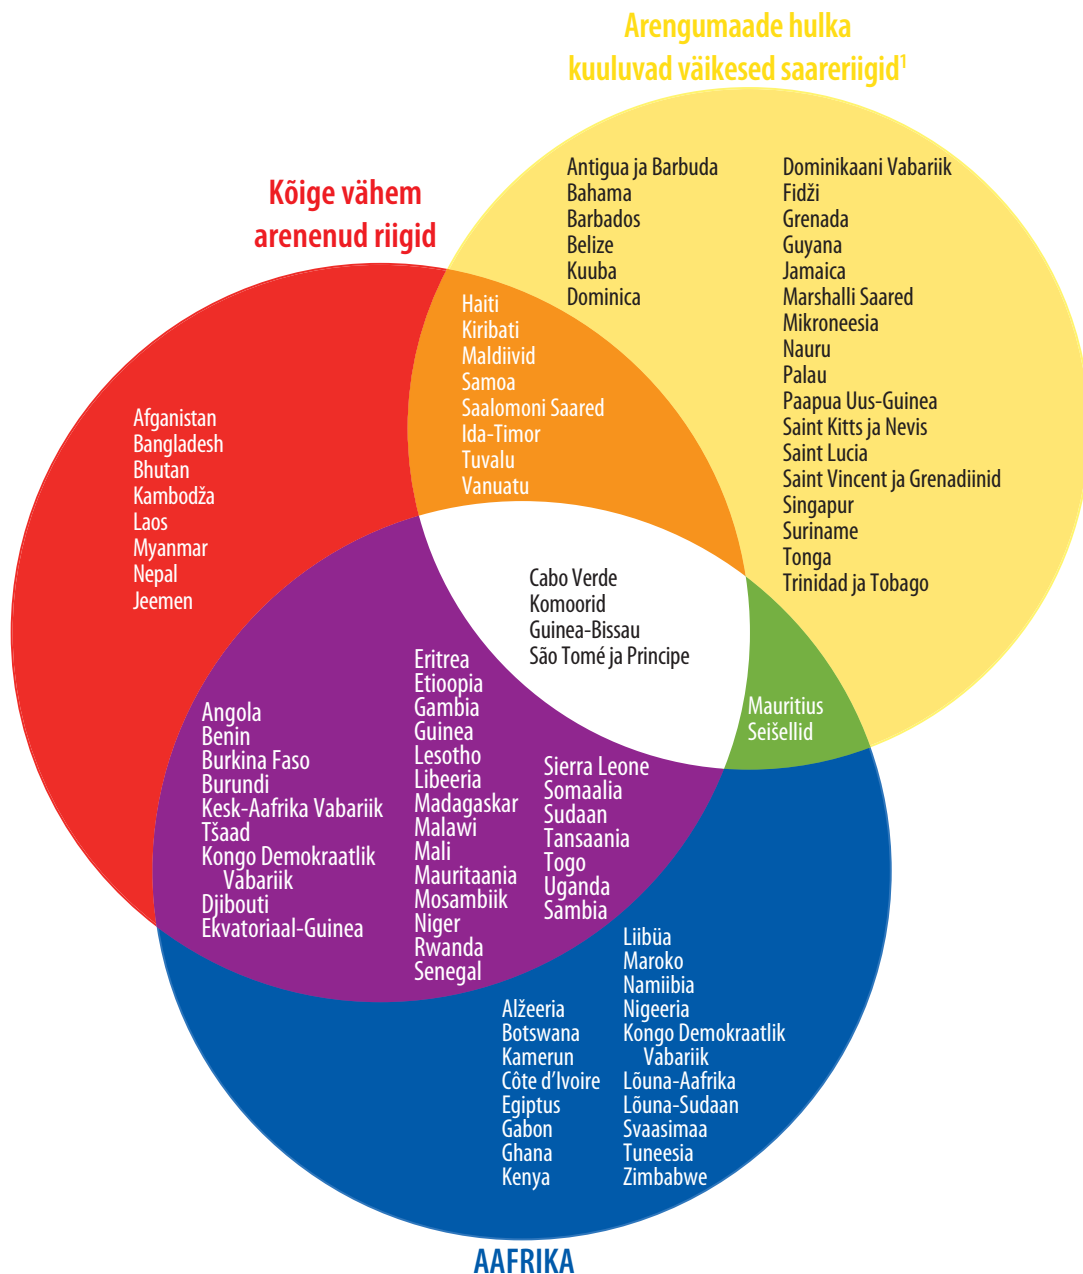 Arengumaade hulka
kuuluvad väikesed saareriigid¹
Antigua ja Barbuda
Bahama
Barbados
Belize
Kuuba
Dominica
Dominikaani Vabariik
Fidži
Grenada
Guyana
Jamaica
Marshalli Saared
Mikroneesia
Nauru
Palau
Paapua Uus-Guinea
Saint Kitts ja Nevis
Saint Lucia
Saint Vincent ja Grenadiinid
Singapur
Suriname
Tonga
Trinidad ja Tobago
Kõige vähem
arenenud riigid
Haiti
Kiribati
Maldiivid
Samoa
Saalomoni Saared
Ida-Timor
Tuvalu
Vanuatu
Afganistan
Bangladesh
Bhutan
Kambodža
Laos
Myanmar
Nepal
Jeemen
Cabo Verde
Komoorid
Guinea-Bissau
São Tomé ja Principe
Mauritius
Seišellid
Angola
Benin
Burkina Faso
Burundi
Kesk-Aafrika Vabariik
Tšaad
Kongo Demokraatlik
Vabariik
Djibouti
Ekvatoriaal-Guinea
Eritrea
Etioopia
Gambia
Guinea
Lesotho
Libeeria
Madagaskar
Malawi
Mali
Mauritaania
Mosambiik
Niger
Rwanda
Senegal
Sierra Leone
Somaalia
Sudaan
Tansaania
Togo
Uganda
Sambia
Alžeeria
Botswana
Kamerun
Côte d'Ivoire
Egiptus
Gabon
Ghana
Kenya
Liibüa
Maroko
Namiibia
Nigeeria
Kongo Demokraatlik
Vabariik
Lõuna-Aafrika
Lõuna-Sudaan
Svaasimaa
Tuneesia
Zimbabwe
AAFRIKA